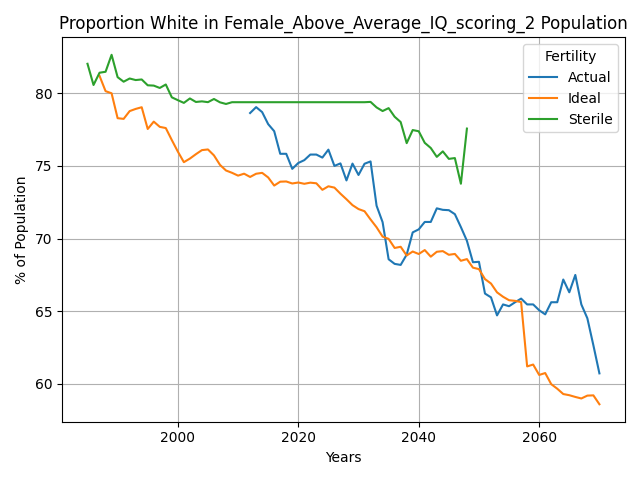 Proportion White in Female_Above_Average_IQ_scoring_2 Population
Fertility
Actual
Ideal
Sterile
% of Population
80
75
70
65
60
2000
2020
2040
2060
Years